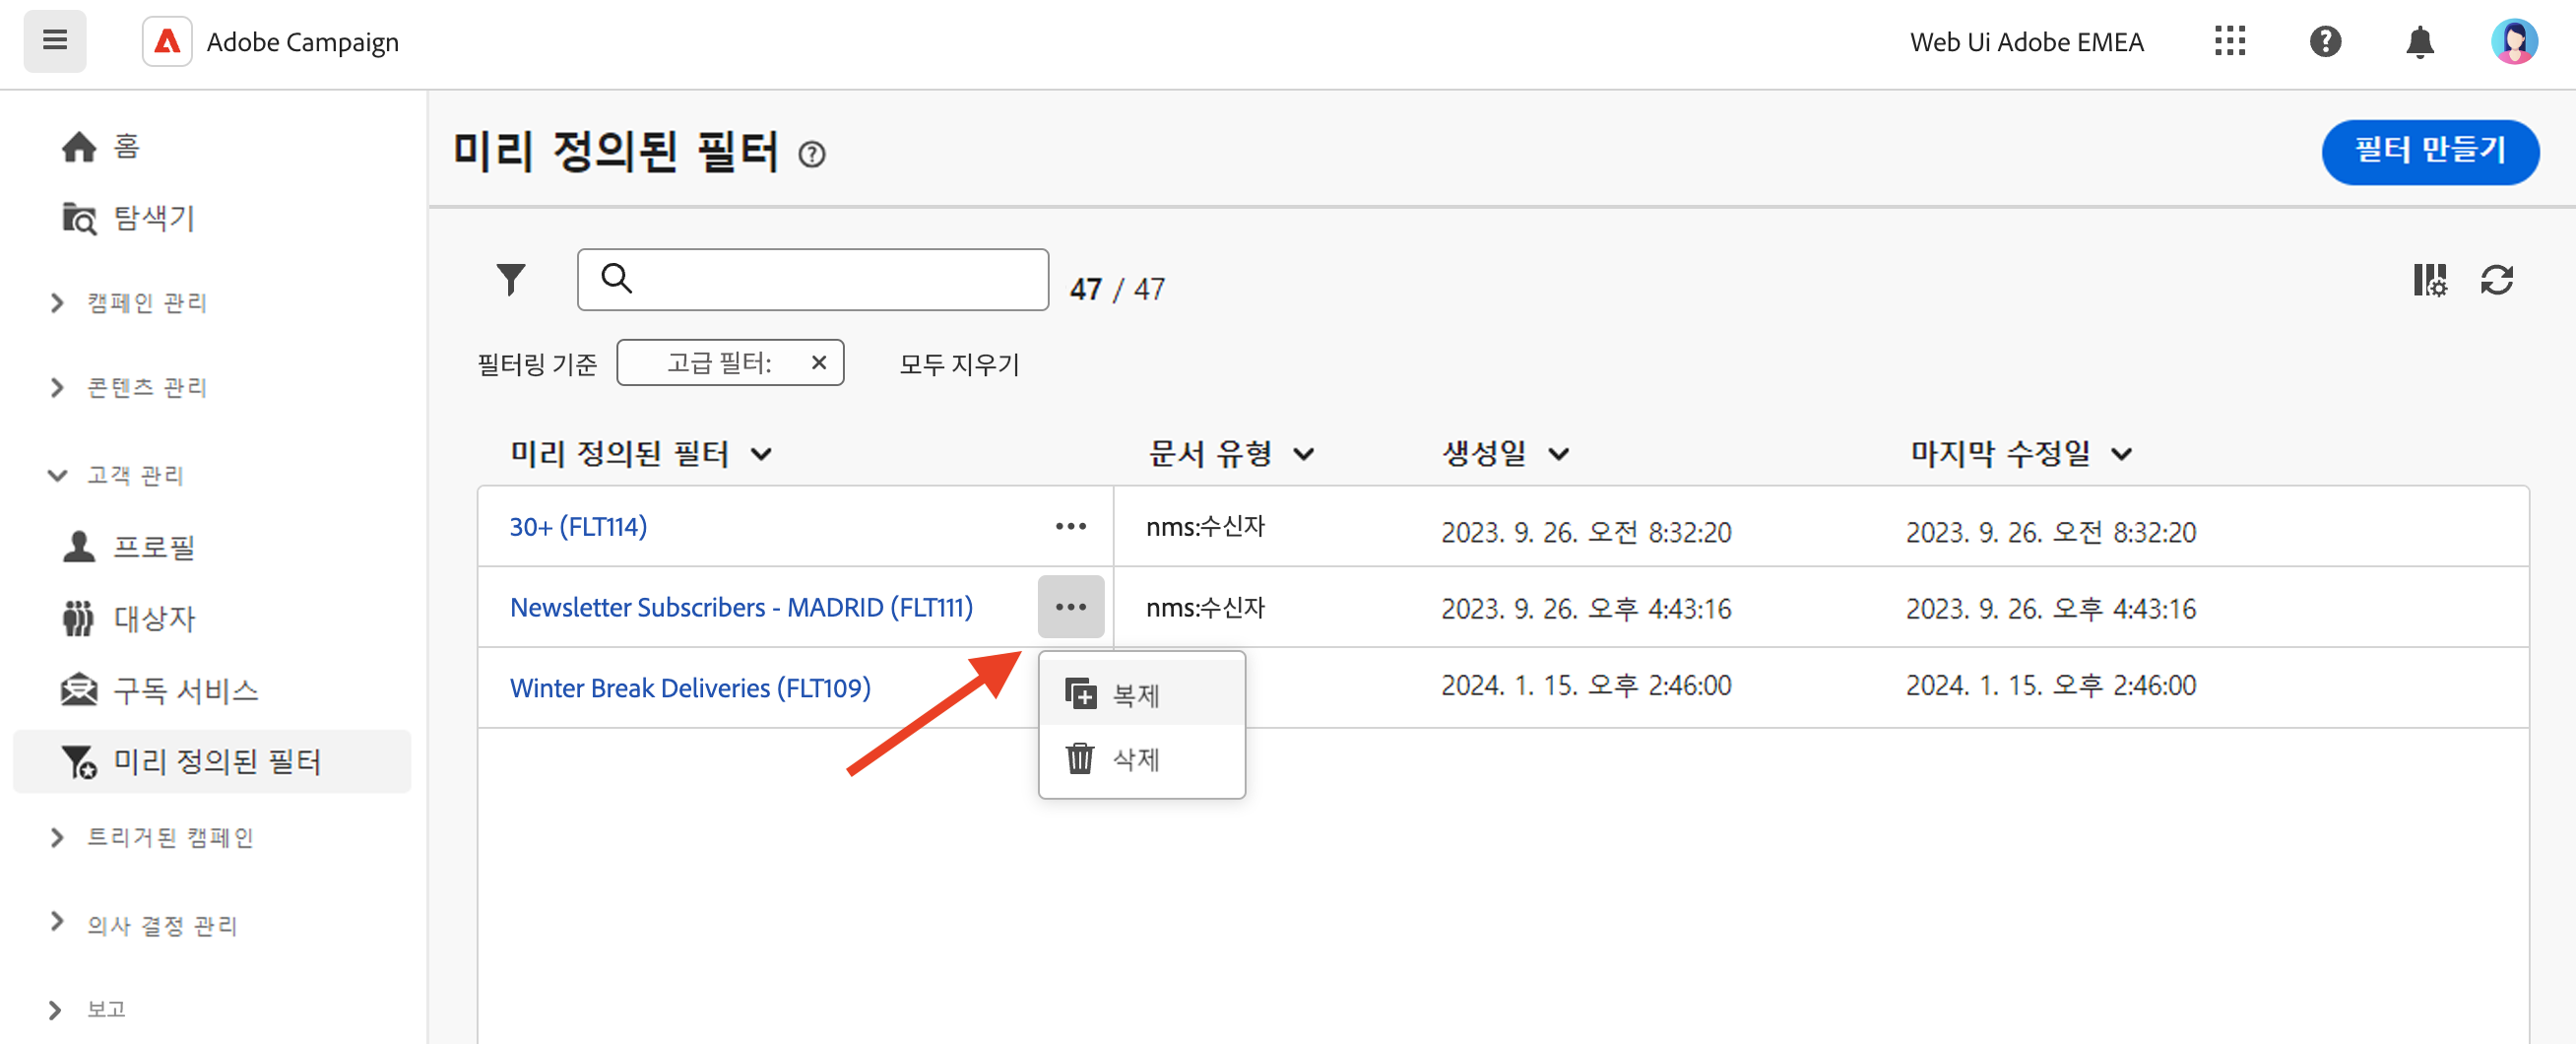 Adobe Campaign
Web Ui Adobe EMEA
홈
탐색기
캠페인 관리
콘텐츠 관리
고객 관리
프로필
대상자
구독 서비스
미리 정의된 필터
트리거된 캠페인
의사 결정 관리
보고
미리 정의된 필터
필터 만들기
47 / 47
필터링 기준 고급 필터: 모두 지우기
미리 정의된 필터 문서 유형 생성일 마지막 수정일
30+ (FLT114) nms:수신자 2023. 9. 26. 오전 8:32:20 2023. 9. 26. 오전 8:32:20
Newsletter Subscribers - MADRID (FLT111) nms:수신자 2023. 9. 26. 오후 4:43:16 2023. 9. 26. 오후 4:43:16
Winter Break Deliveries (FLT109) 2024. 1. 15. 오후 2:46:00 2024. 1. 15. 오후 2:46:00
복제
삭제